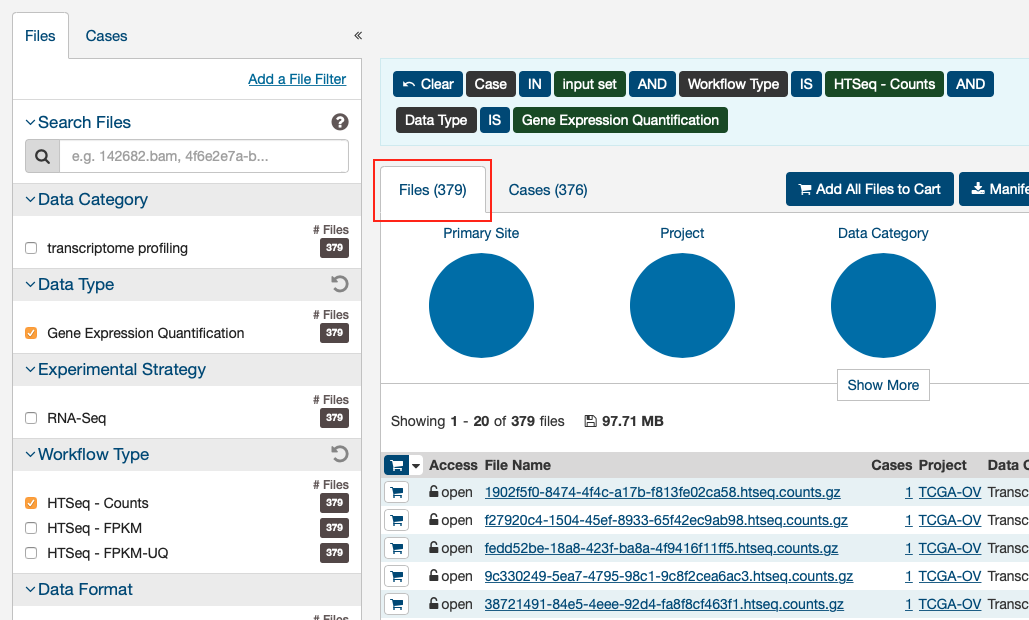 Files
Cases
«
Add a File Filter
Search Files
?
e.g. 142682.bam, 4f6e2e7a-b...
Data Category
# Files
transcriptome profiling 379
Data Type
# Files
Gene Expression Quantification 379
Experimental Strategy
# Files
RNA-Seq 379
Workflow Type
# Files
HTSeq - Counts 379
HTSeq - FPKM 379
HTSeq - FPKM-UQ 379
Data Format
# Files
Clear Case IN input set AND Workflow Type IS HTSeq - Counts AND
Data Type IS Gene Expression Quantification
Files (379) Cases (376) Add All Files to Cart Manife
Primary Site Project Data Category
Show More
Showing 1 - 20 of 379 files 97.71 MB
Access File Name Cases Project Data C
open 1902f5f0-8474-4f4c-a17b-f813fe02ca58.htseq.counts.gz 1 TCGA-OV Transc
open f27920c4-1504-45ef-8933-65f42ec9ab98.htseq.counts.gz 1 TCGA-OV Transc
open fedd52be-18a8-423f-ba8a-4f9416f11ff5.htseq.counts.gz 1 TCGA-OV Transc
open 9c330249-5ea7-4795-98c1-9c8f2cea6ac3.htseq.counts.gz 1 TCGA-OV Transc
open 38721491-84e5-4eee-92d4-fa8f8cf463f1.htseq.counts.gz 1 TCGA-OV Transc